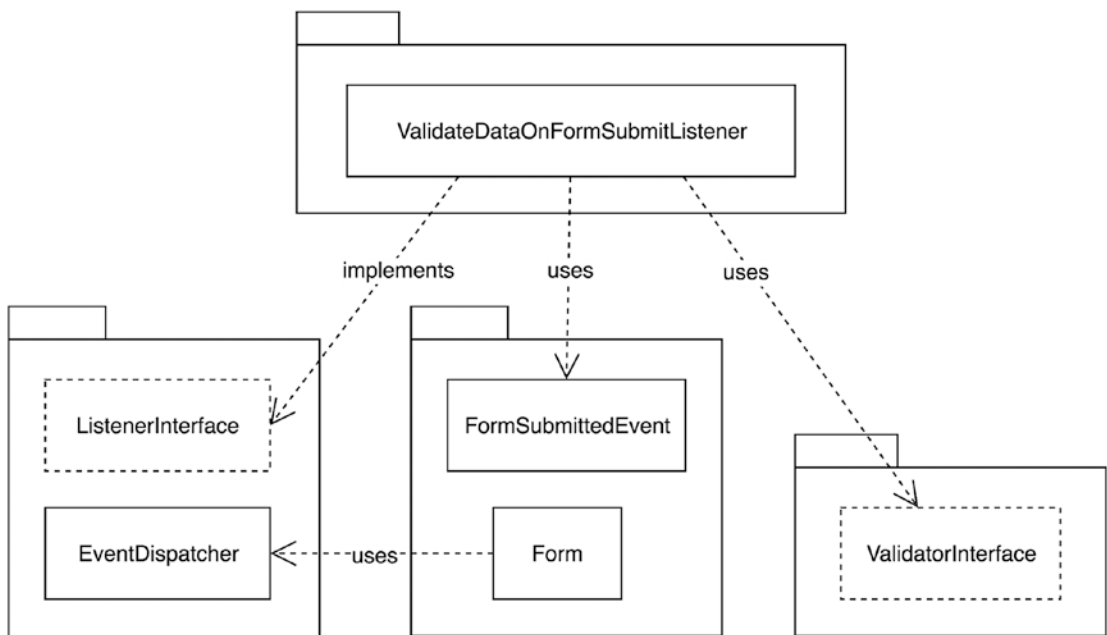 ValidateDataOnFormSubmitListener
implements
uses
uses
ListenerInterface
FormSubmittedEvent
EventDispatcher
uses
Form
ValidatorInterface